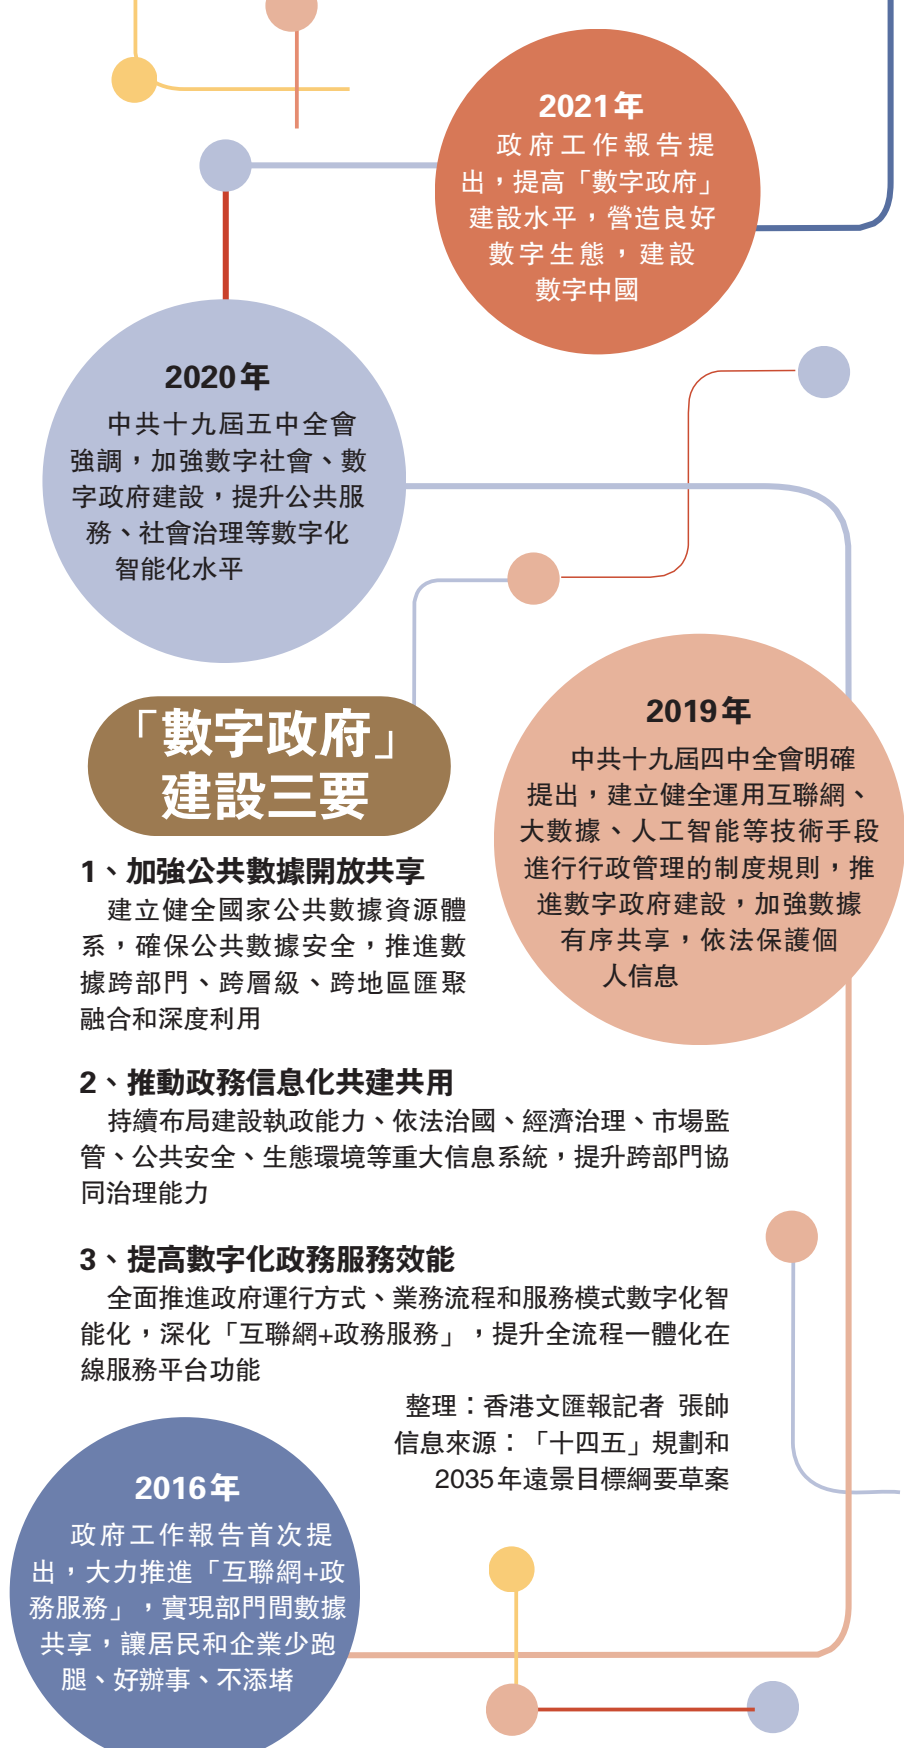 2021年
政府工作報告提
出，提高「數字政府」
建設水平，營造良好
數字生態，建設
數字中國
2020年
中共十九屆五中全會
強調，加強數字社會、數
字政府建設，提升公共服
務、社會治理等數字化
智能化水平
2019年
中共十九屆四中全會明確
提出，建立健全運用互聯網、
大數據、人工智能等技術手段
進行行政管理的制度規則，推
進數字政府建設，加強數據
有序共享，依法保護個
人信息
「數字政府」
建設三要
1、加強公共數據開放共享
建立健全國家公共數據資源體
系，確保公共數據安全，推進數
據跨部門、跨層級、跨地區匯聚
融合和深度利用
2、推動政務信息化共建共用
持續布局建設執政能力、依法治國、經濟治理、市場監
管、公共安全、生態環境等重大信息系統，提升跨部門協
同治理能力
3、提高數字化政務服務效能
全面推進政府運行方式、業務流程和服務模式數字化智
能化，深化「互聯網+政務服務」，提升全流程一體化在
線服務平台功能
整理：香港文匯報記者 張帥
信息來源：「十四五」規劃和
2035年遠景目標綱要草案
2016年
政府工作報告首次提
出，大力推進「互聯網+政
務服務」，實現部門間數據
共享，讓居民和企業少跑
腿、好辦事、不添堵